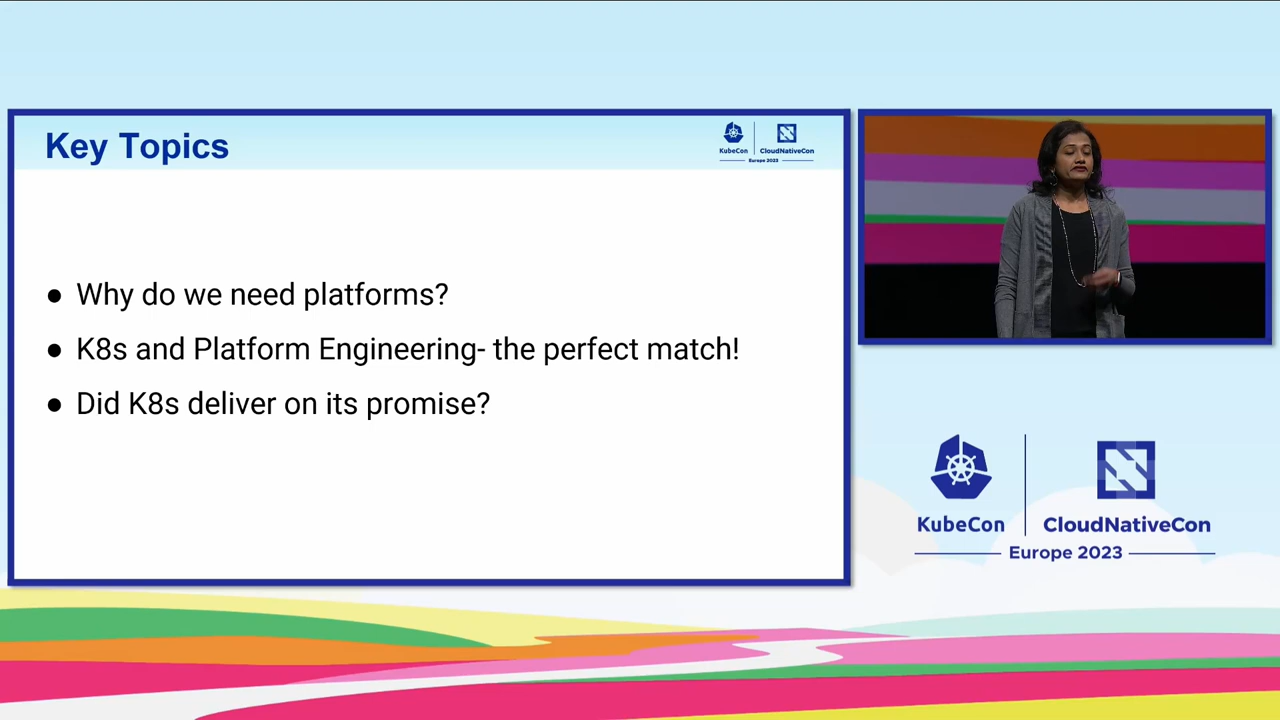 Key Topics
KubeCon
CloudNativeCon
Europe 2023
● Why do we need platforms?
● K8s and Platform Engineering- the perfect match!
● Did K8s deliver on its promise?
KubeCon
CloudNativeCon
Europe 2023